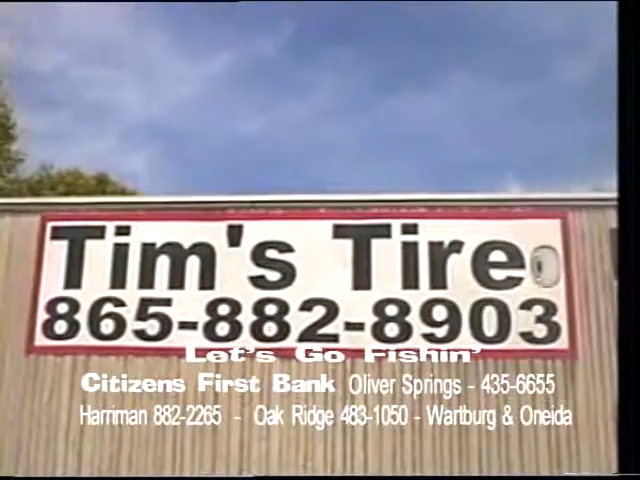 Tim's Tire
865-882-8903
Let's Go Fishin'
Citizens First Bank Oliver Springs - 435-6655
Harriman 882-2265 - Oak Ridge 483-1050 - Wartburg & Oneida